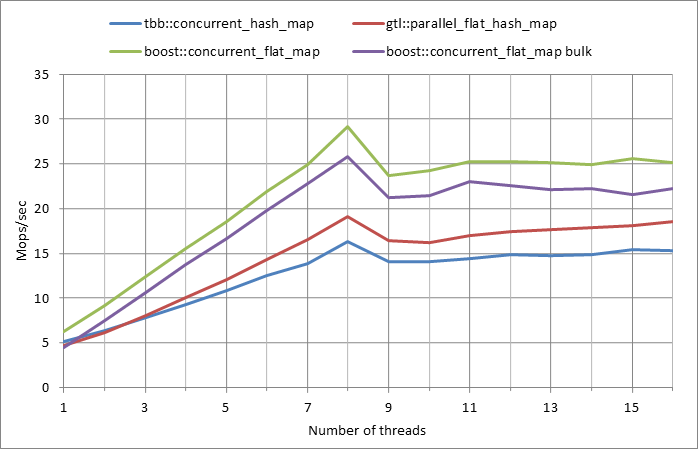 tbb::concurrent_hash_map gtl::parallel_flat_hash_map
boost::concurrent_flat_map boost::concurrent_flat_map bulk
35
30
25
20
15
10
5
0
Mops/sec
1 3 5 7 9 11 13 15
Number of threads